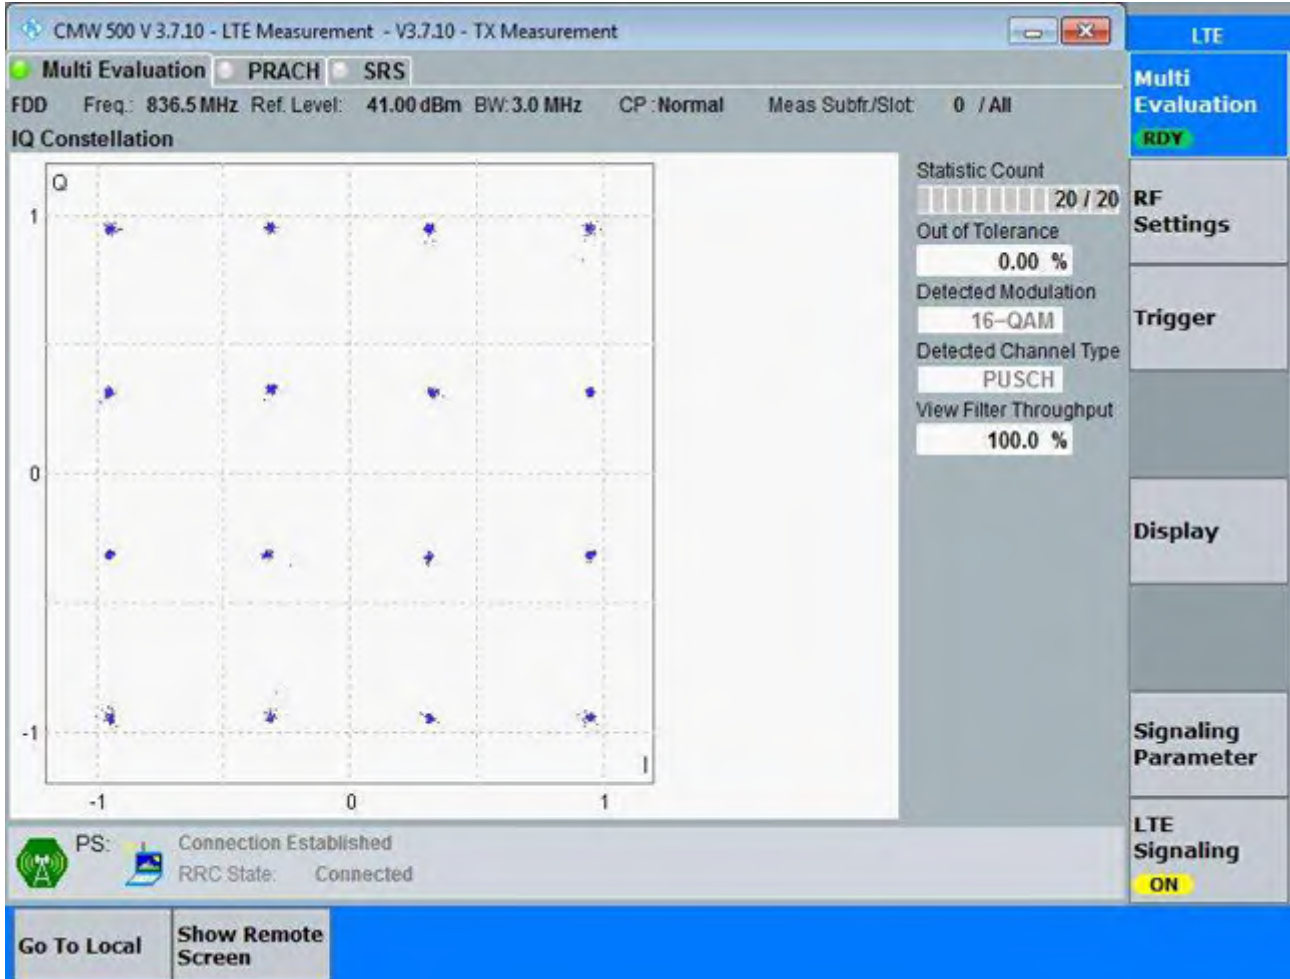 CMW 500 V 3.7.10 - LTE Measurement - V3.7.10 - TX Measurement
LTE
Multi Evaluation PRACH SRS
FDD Freq.: 836.5 MHz Ref. Level: 41.00 dBm BW: 3.0 MHz CP : Normal Meas Subfr./Slot: 0 / All
IQ Constellation
Q
1
0
-1
-1 0 1
I
Statistic Count
20 / 20
Out of Tolerance
0.00 %
Detected Modulation
16-QAM
Detected Channel Type
PUSCH
View Filter Throughput
100.0 %
Multi
Evaluation
RDY
RF
Settings
Trigger
Display
Signaling
Parameter
LTE
Signaling
ON
PS: Connection Established
RRC State: Connected
Go To Local
Show Remote
Screen